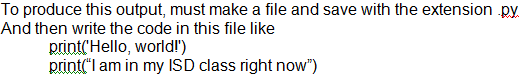 To produce this output, must make a file and save with the extension .py
And then write the code in this file like
print('Hello, world!')
print(“I am in my ISD class right now”)